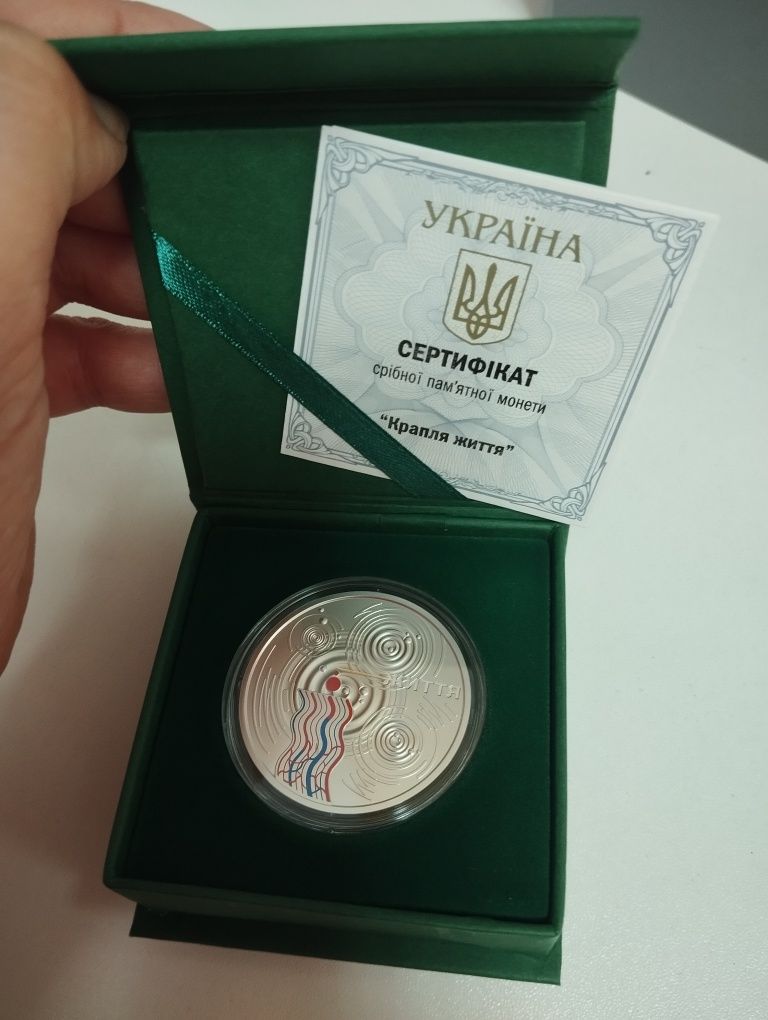 УКРАЇНА
СЕРТИФІКАТ
срібної пам'ятної монети
“Крапля життя”
ЖИТТЯ